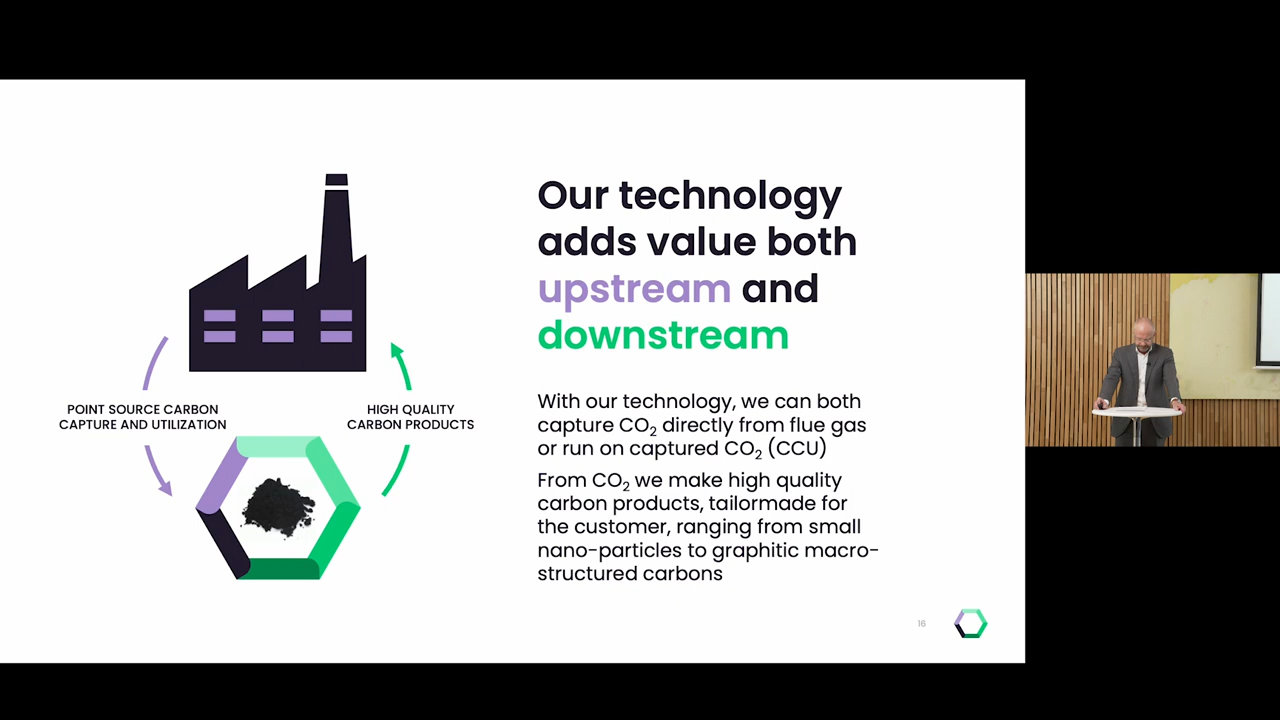 Our technology
adds value both
upstream and
downstream
POINT SOURCE CARBON
CAPTURE AND UTILIZATION
HIGH QUALITY
CARBON PRODUCTS
With our technology, we can both
capture CO₂ directly from flue gas
or run on captured CO₂ (CCU)
From CO₂ we make high quality
carbon products, tailormade for
the customer, ranging from small
nano-particles to graphitic macro-
structured carbons
16